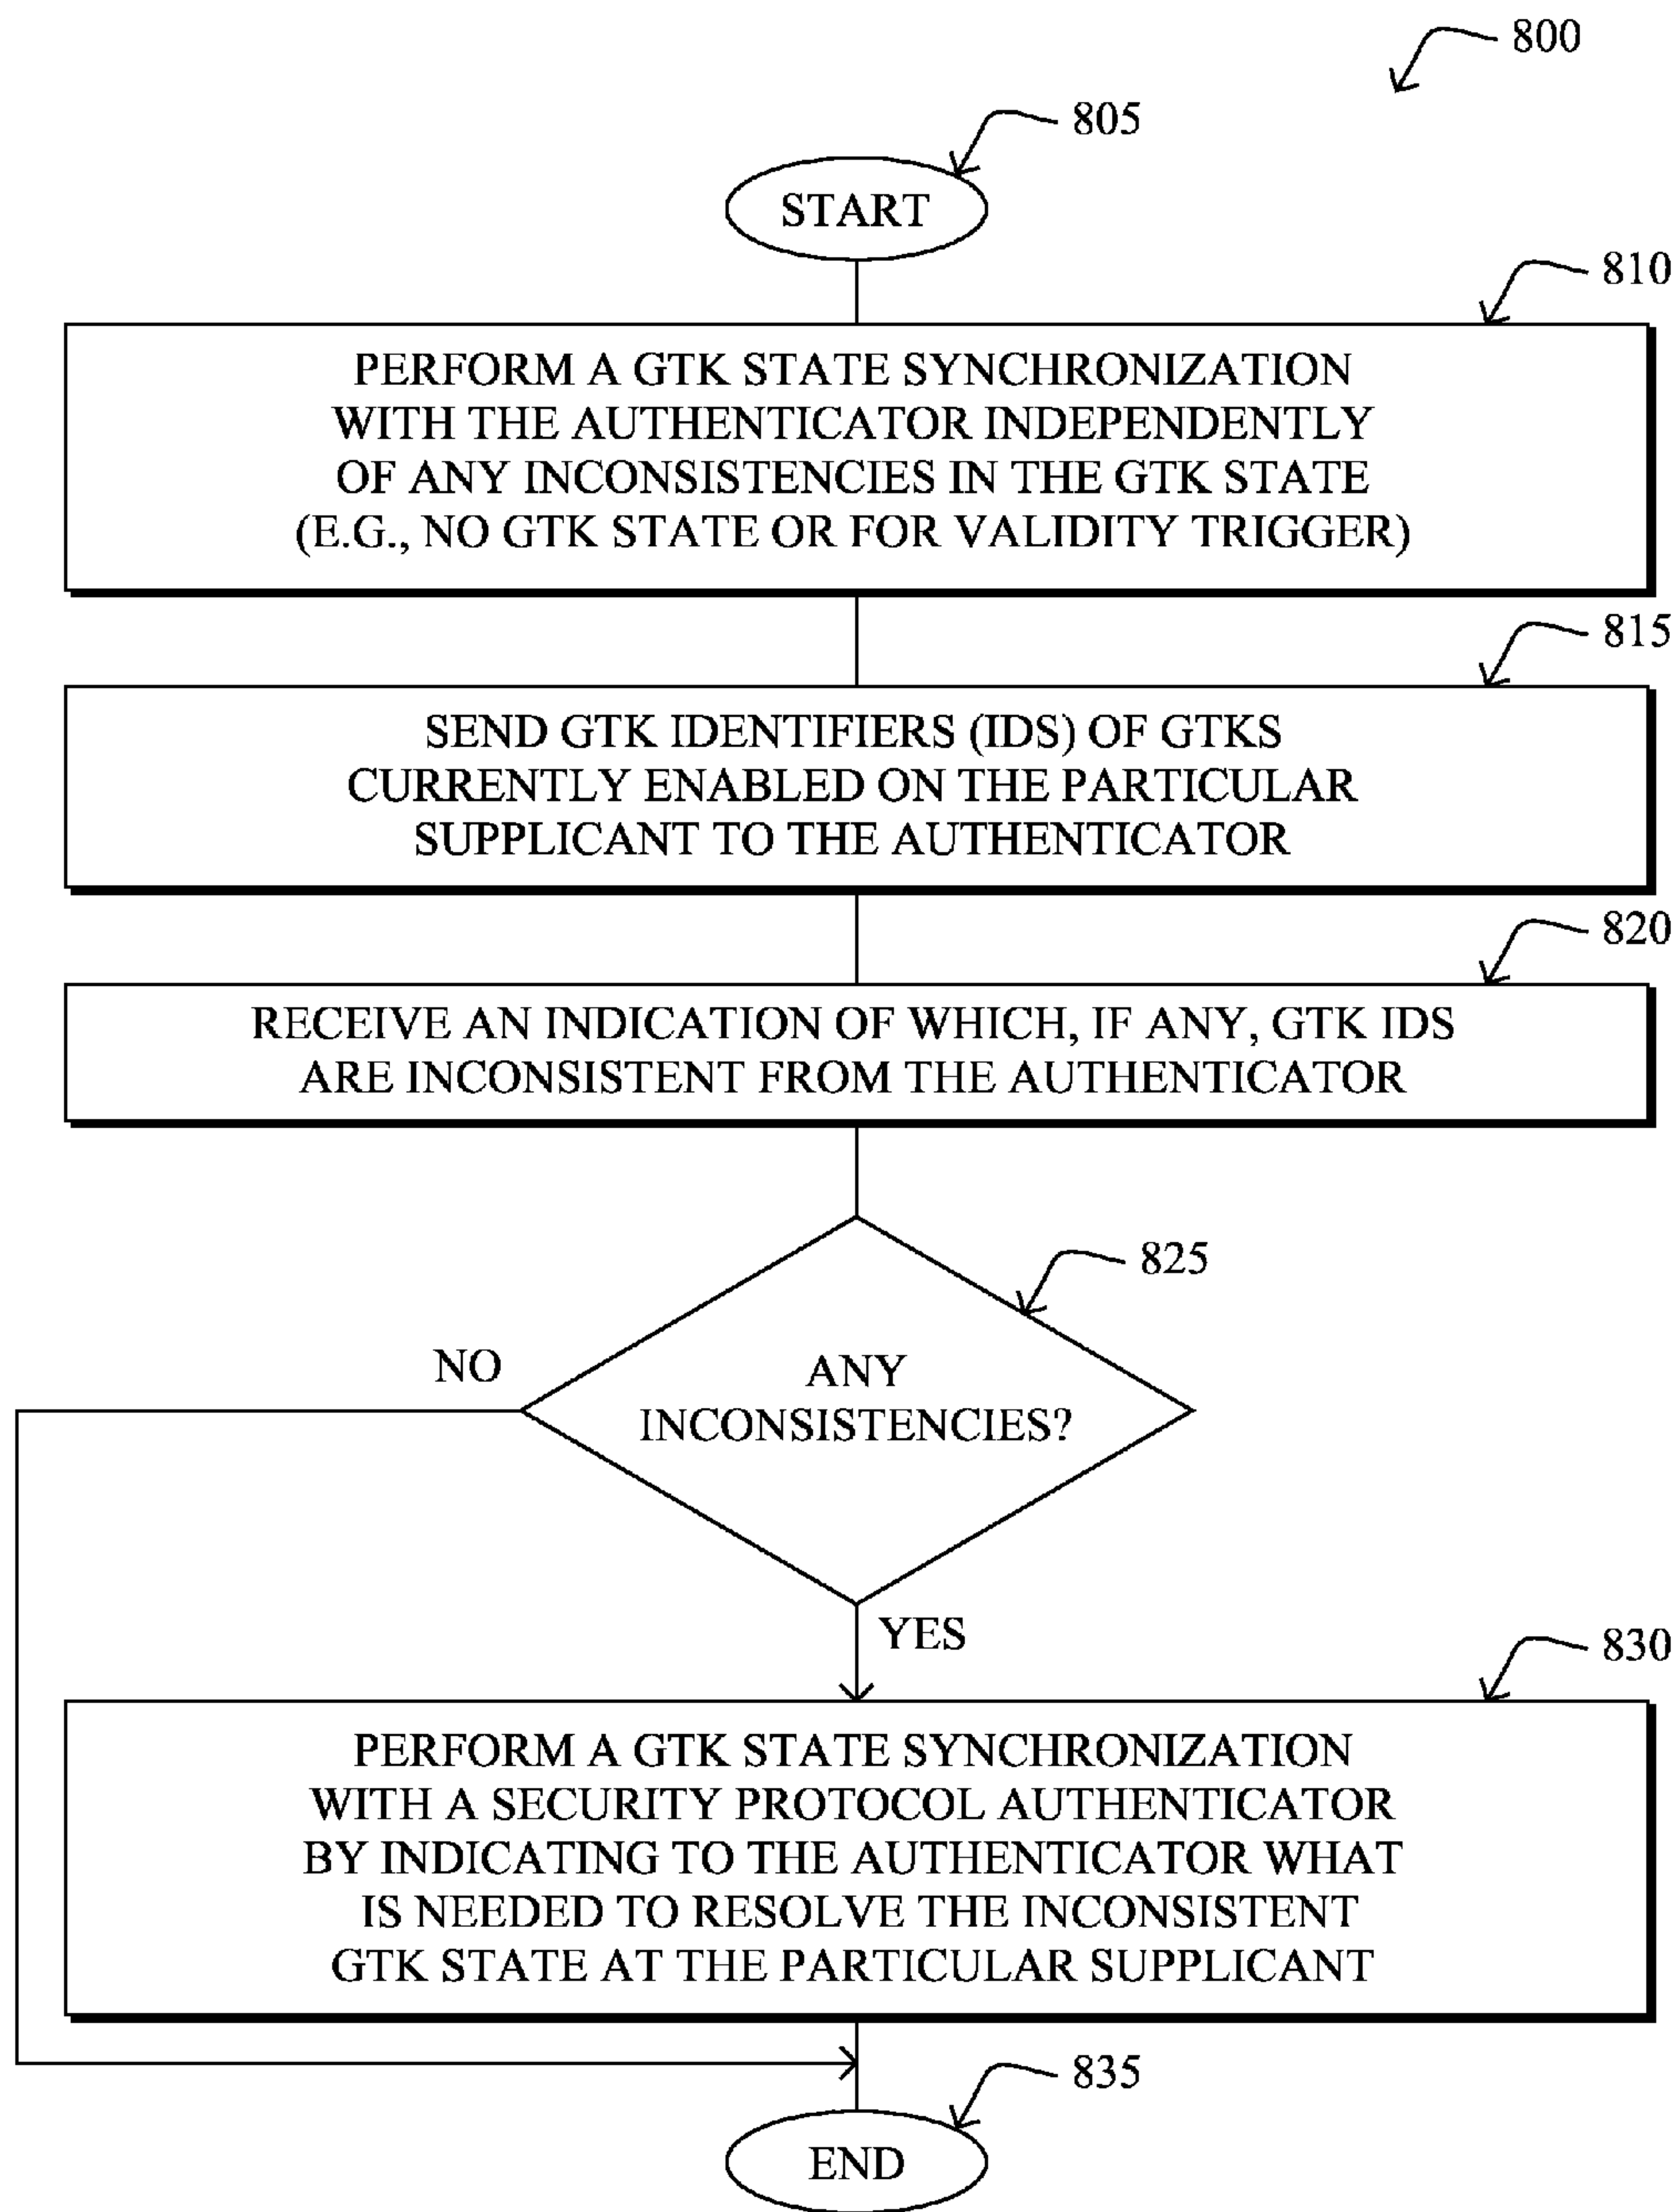 800
805
START
810
PERFORM A GTK STATE SYNCHRONIZATION
WITH THE AUTHENTICATOR INDEPENDENTLY
OF ANY INCONSISTENCIES IN THE GTK STATE
(E.G., NO GTK STATE OR FOR VALIDITY TRIGGER)
815
SEND GTK IDENTIFIERS (IDS) OF GTKS
CURRENTLY ENABLED ON THE PARTICULAR
SUPPLICANT TO THE AUTHENTICATOR
820
RECEIVE AN INDICATION OF WHICH, IF ANY, GTK IDS
ARE INCONSISTENT FROM THE AUTHENTICATOR
825
NO
ANY
INCONSISTENCIES?
YES
830
PERFORM A GTK STATE SYNCHRONIZATION
WITH A SECURITY PROTOCOL AUTHENTICATOR
BY INDICATING TO THE AUTHENTICATOR WHAT
IS NEEDED TO RESOLVE THE INCONSISTENT
GTK STATE AT THE PARTICULAR SUPPLICANT
835
END